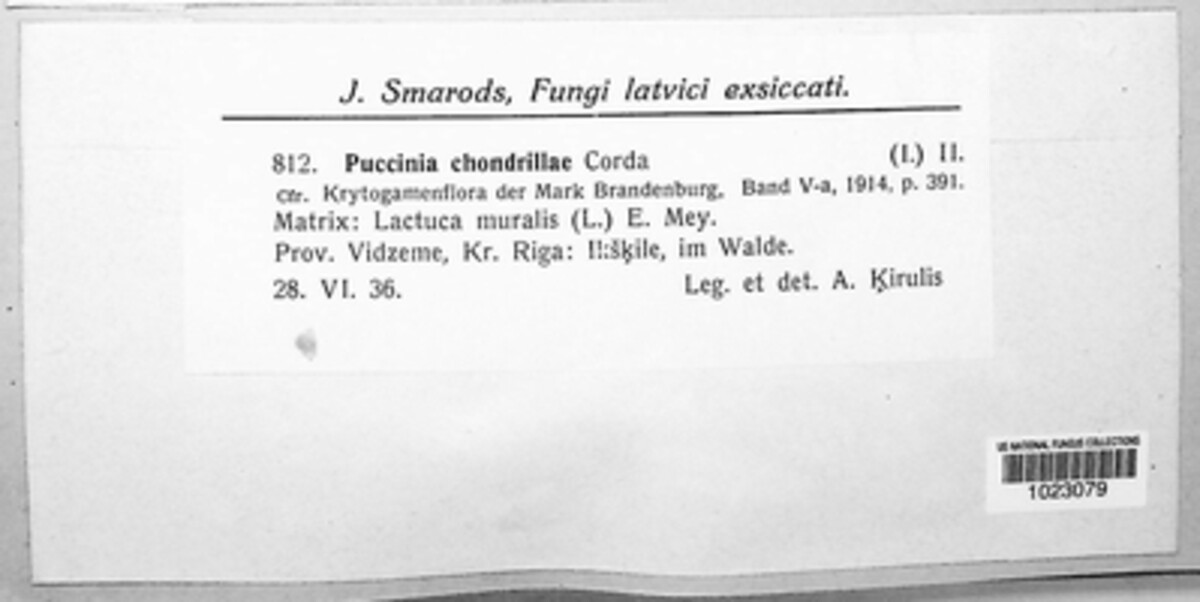 J. Smarods, Fungi latvici exsiccati.
812. Puccinia chondrillae Corda (I.) II.
Cfr. Krytogamenflora der Mark Brandenburg. Band V-a, 1914, p. 391.
Matrix: Lactuca muralis (L.) E. Mey.
Prov. Vidzeme, Kr. Riga: Il:šķile, im Walde.
28. VI. 36. Leg. et det. A. Ķirulis
US NATIONAL FUNGUS COLLECTIONS
1023079